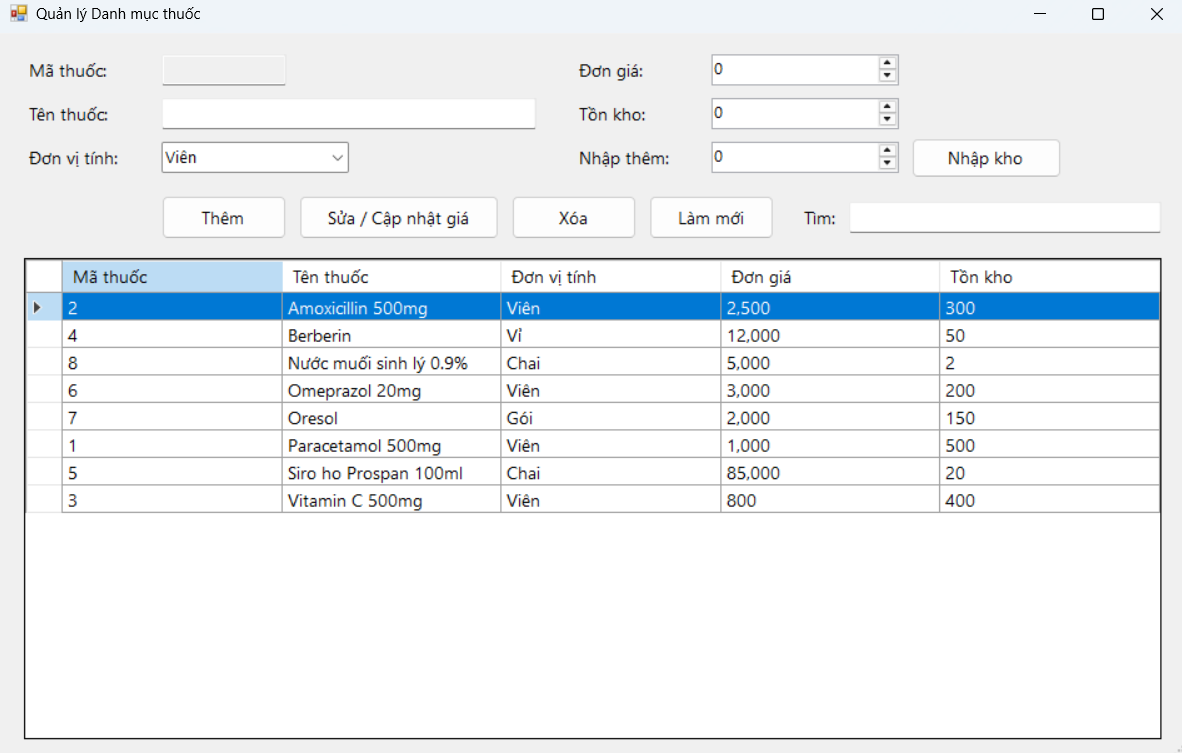 Quản lý Danh mục thuốc
Mã thuốc: Đơn giá: 0
Tên thuốc: Tồn kho: 0
Đơn vị tính: Viên Nhập thêm: 0 Nhập kho
Thêm Sửa / Cập nhật giá Xóa Làm mới Tìm:
Mã thuốc Tên thuốc Đơn vị tính Đơn giá Tồn kho
2 Amoxicillin 500mg Viên 2,500 300
4 Berberin Vỉ 12,000 50
8 Nước muối sinh lý 0.9% Chai 5,000 2
6 Omeprazol 20mg Viên 3,000 200
7 Oresol Gói 2,000 150
1 Paracetamol 500mg Viên 1,000 500
5 Siro ho Prospan 100ml Chai 85,000 20
3 Vitamin C 500mg Viên 800 400